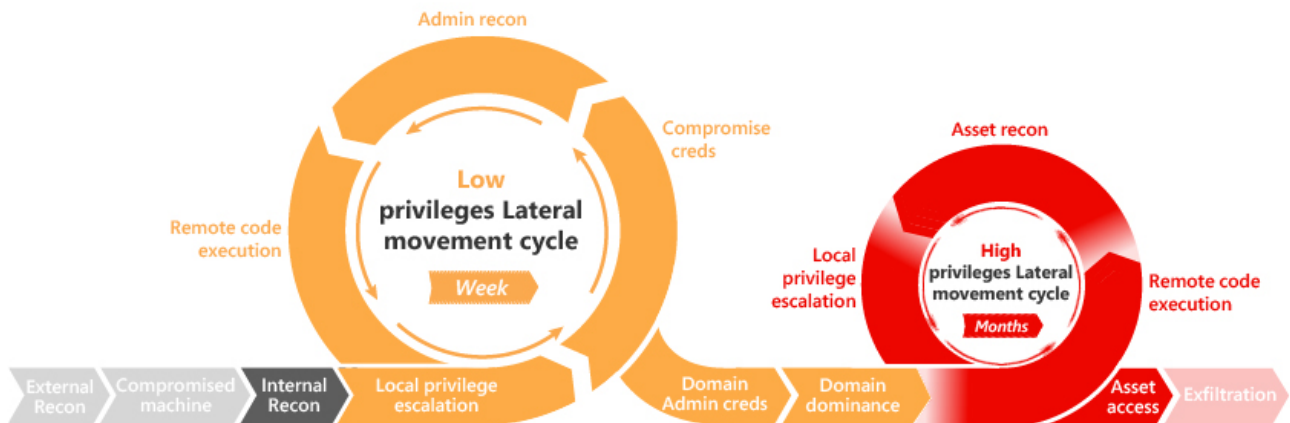 Admin recon
Compromise
creds
Low
privileges Lateral
movement cycle
Week
Remote code
execution
Asset recon
High
privileges Lateral
movement cycle
Months
Local
privilege
escalation
Remote code
execution
External
Recon
Compromised
machine
Internal
Recon
Local privilege
escalation
Domain
Admin creds
Domain
dominance
Asset
access
Exfiltration